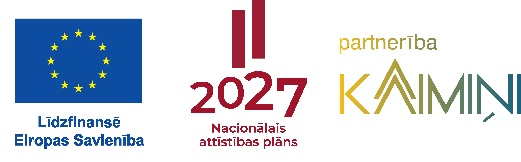 Līdzfinansē
Eiropas Savienība
2027
Nacionālais
attīstības plāns
partnerība
KAIMIŅI